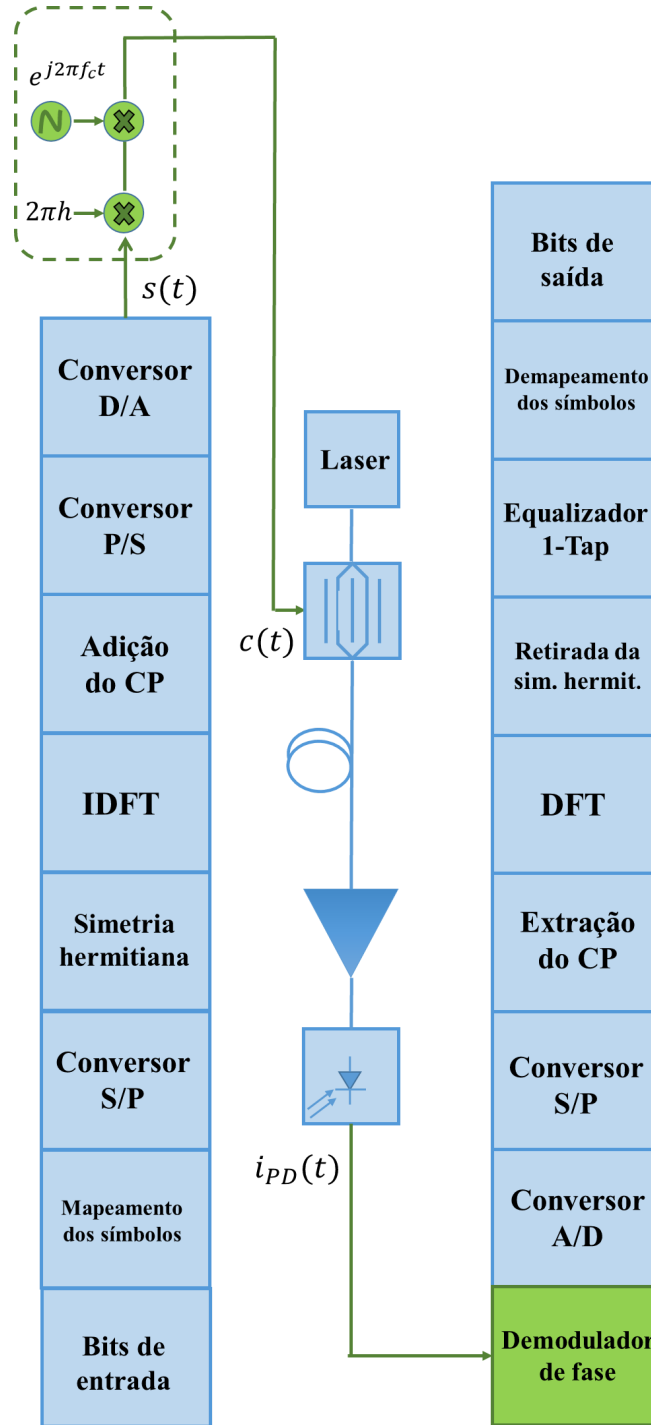 e^{j2πf_ct}
2πh
s(t)
Conversor
D/A
Conversor
P/S
Adição
do CP
IDFT
Simetria
hermitiana
Conversor
S/P
Mapeamento
dos símbolos
Bits de
entrada
Laser
c(t)
i_{PD}(t)
Bits de
saída
Demapeamento
dos símbolos
Equalizador
1-Tap
Retirada da
sim. hermit.
DFT
Extração
do CP
Conversor
S/P
Conversor
A/D
Demodulador
de fase